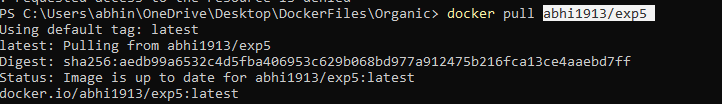 requested access to the resource is denied
PS C:\Users\abhin\OneDrive\Desktop\DockerFiles\Organic> docker pull abhi1913/exp5
Using default tag: latest
latest: Pulling from abhi1913/exp5
Digest: sha256:aedb99a6532c4d5fba406953c629b068bd977a912475b216fca13ce4aaebd7ff
Status: Image is up to date for abhi1913/exp5:latest
docker.io/abhi1913/exp5:latest